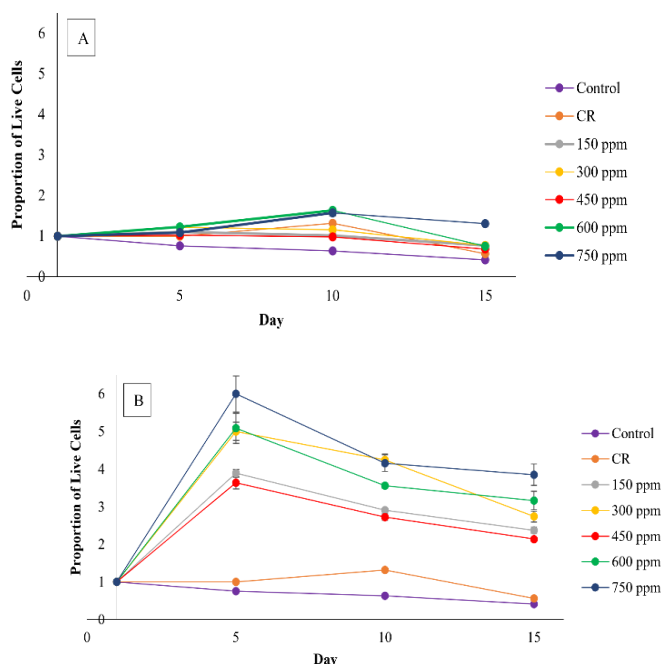 A
Proportion of Live Cells
6
5
4
3
2
1
0
0
5
10
15
Day
Control
CR
150 ppm
300 ppm
450 ppm
600 ppm
750 ppm
B
Proportion of Live Cells
6
5
4
3
2
1
0
0
5
10
15
Day
Control
CR
150 ppm
300 ppm
450 ppm
600 ppm
750 ppm